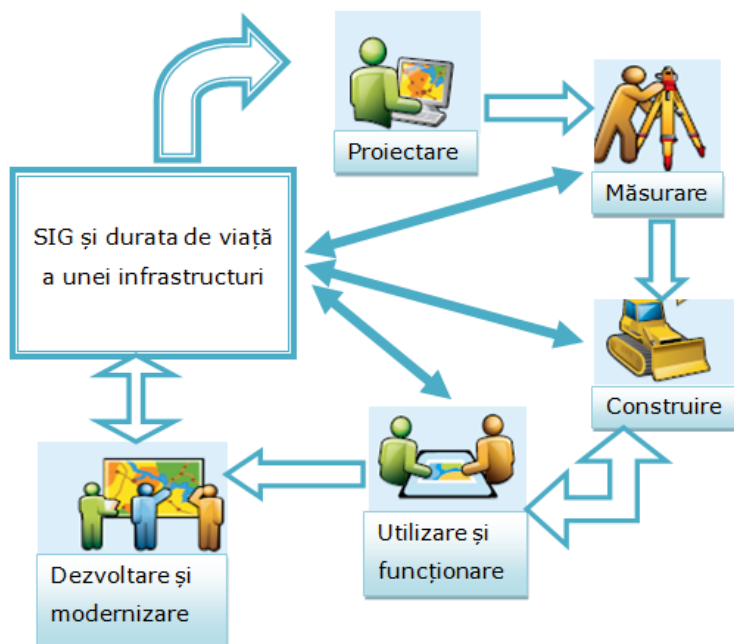 Proiectare
Măsurare
SIG și durata de viață
a unei infrastructuri
Construire
Utilizare și
funcționare
Dezvoltare și
modernizare